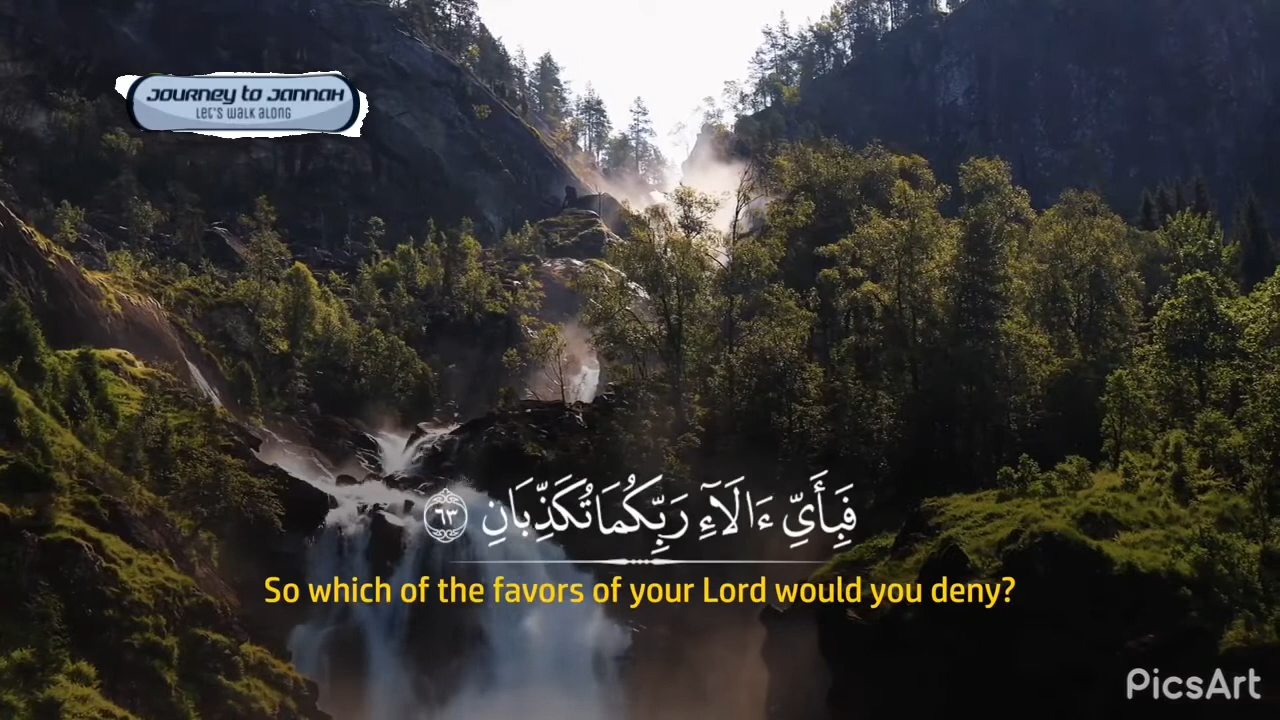 JOURNEY to JANNAH
LET'S WALK ALONG
فَبِأَيِّ ءَالَآءِ رَبِّكُمَا تُكَذِّبَانِ ٦٣
So which of the favors of your Lord would you deny?
PicsArt